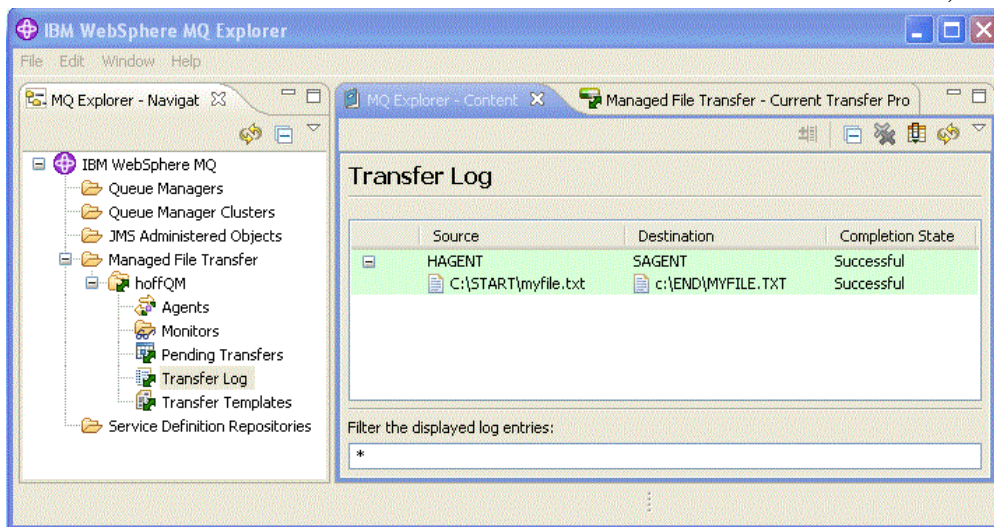 IBM WebSphere MQ Explorer
File Edit Window Help
MQ Explorer - Navigat
MQ Explorer - Content
Managed File Transfer - Current Transfer Pro
IBM WebSphere MQ
Queue Managers
Queue Manager Clusters
JMS Administered Objects
Managed File Transfer
hoffQM
Agents
Monitors
Pending Transfers
Transfer Log
Transfer Templates
Service Definition Repositories
Transfer Log
Source Destination Completion State
HAGENT SAGENT Successful
C:\START\myfile.txt c:\END\MYFILE.TXT Successful
Filter the displayed log entries:
*